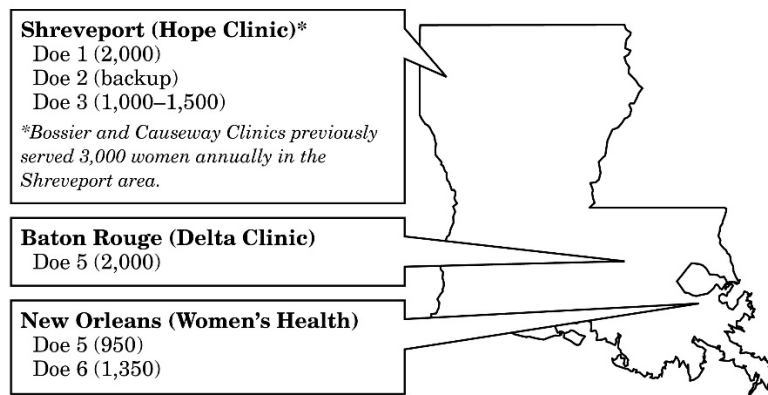 Shreveport (Hope Clinic)*
Doe 1 (2,000)
Doe 2 (backup)
Doe 3 (1,000–1,500)
*Bossier and Causeway Clinics previously
served 3,000 women annually in the
Shreveport area.
Baton Rouge (Delta Clinic)
Doe 5 (2,000)
New Orleans (Women’s Health)
Doe 5 (950)
Doe 6 (1,350)